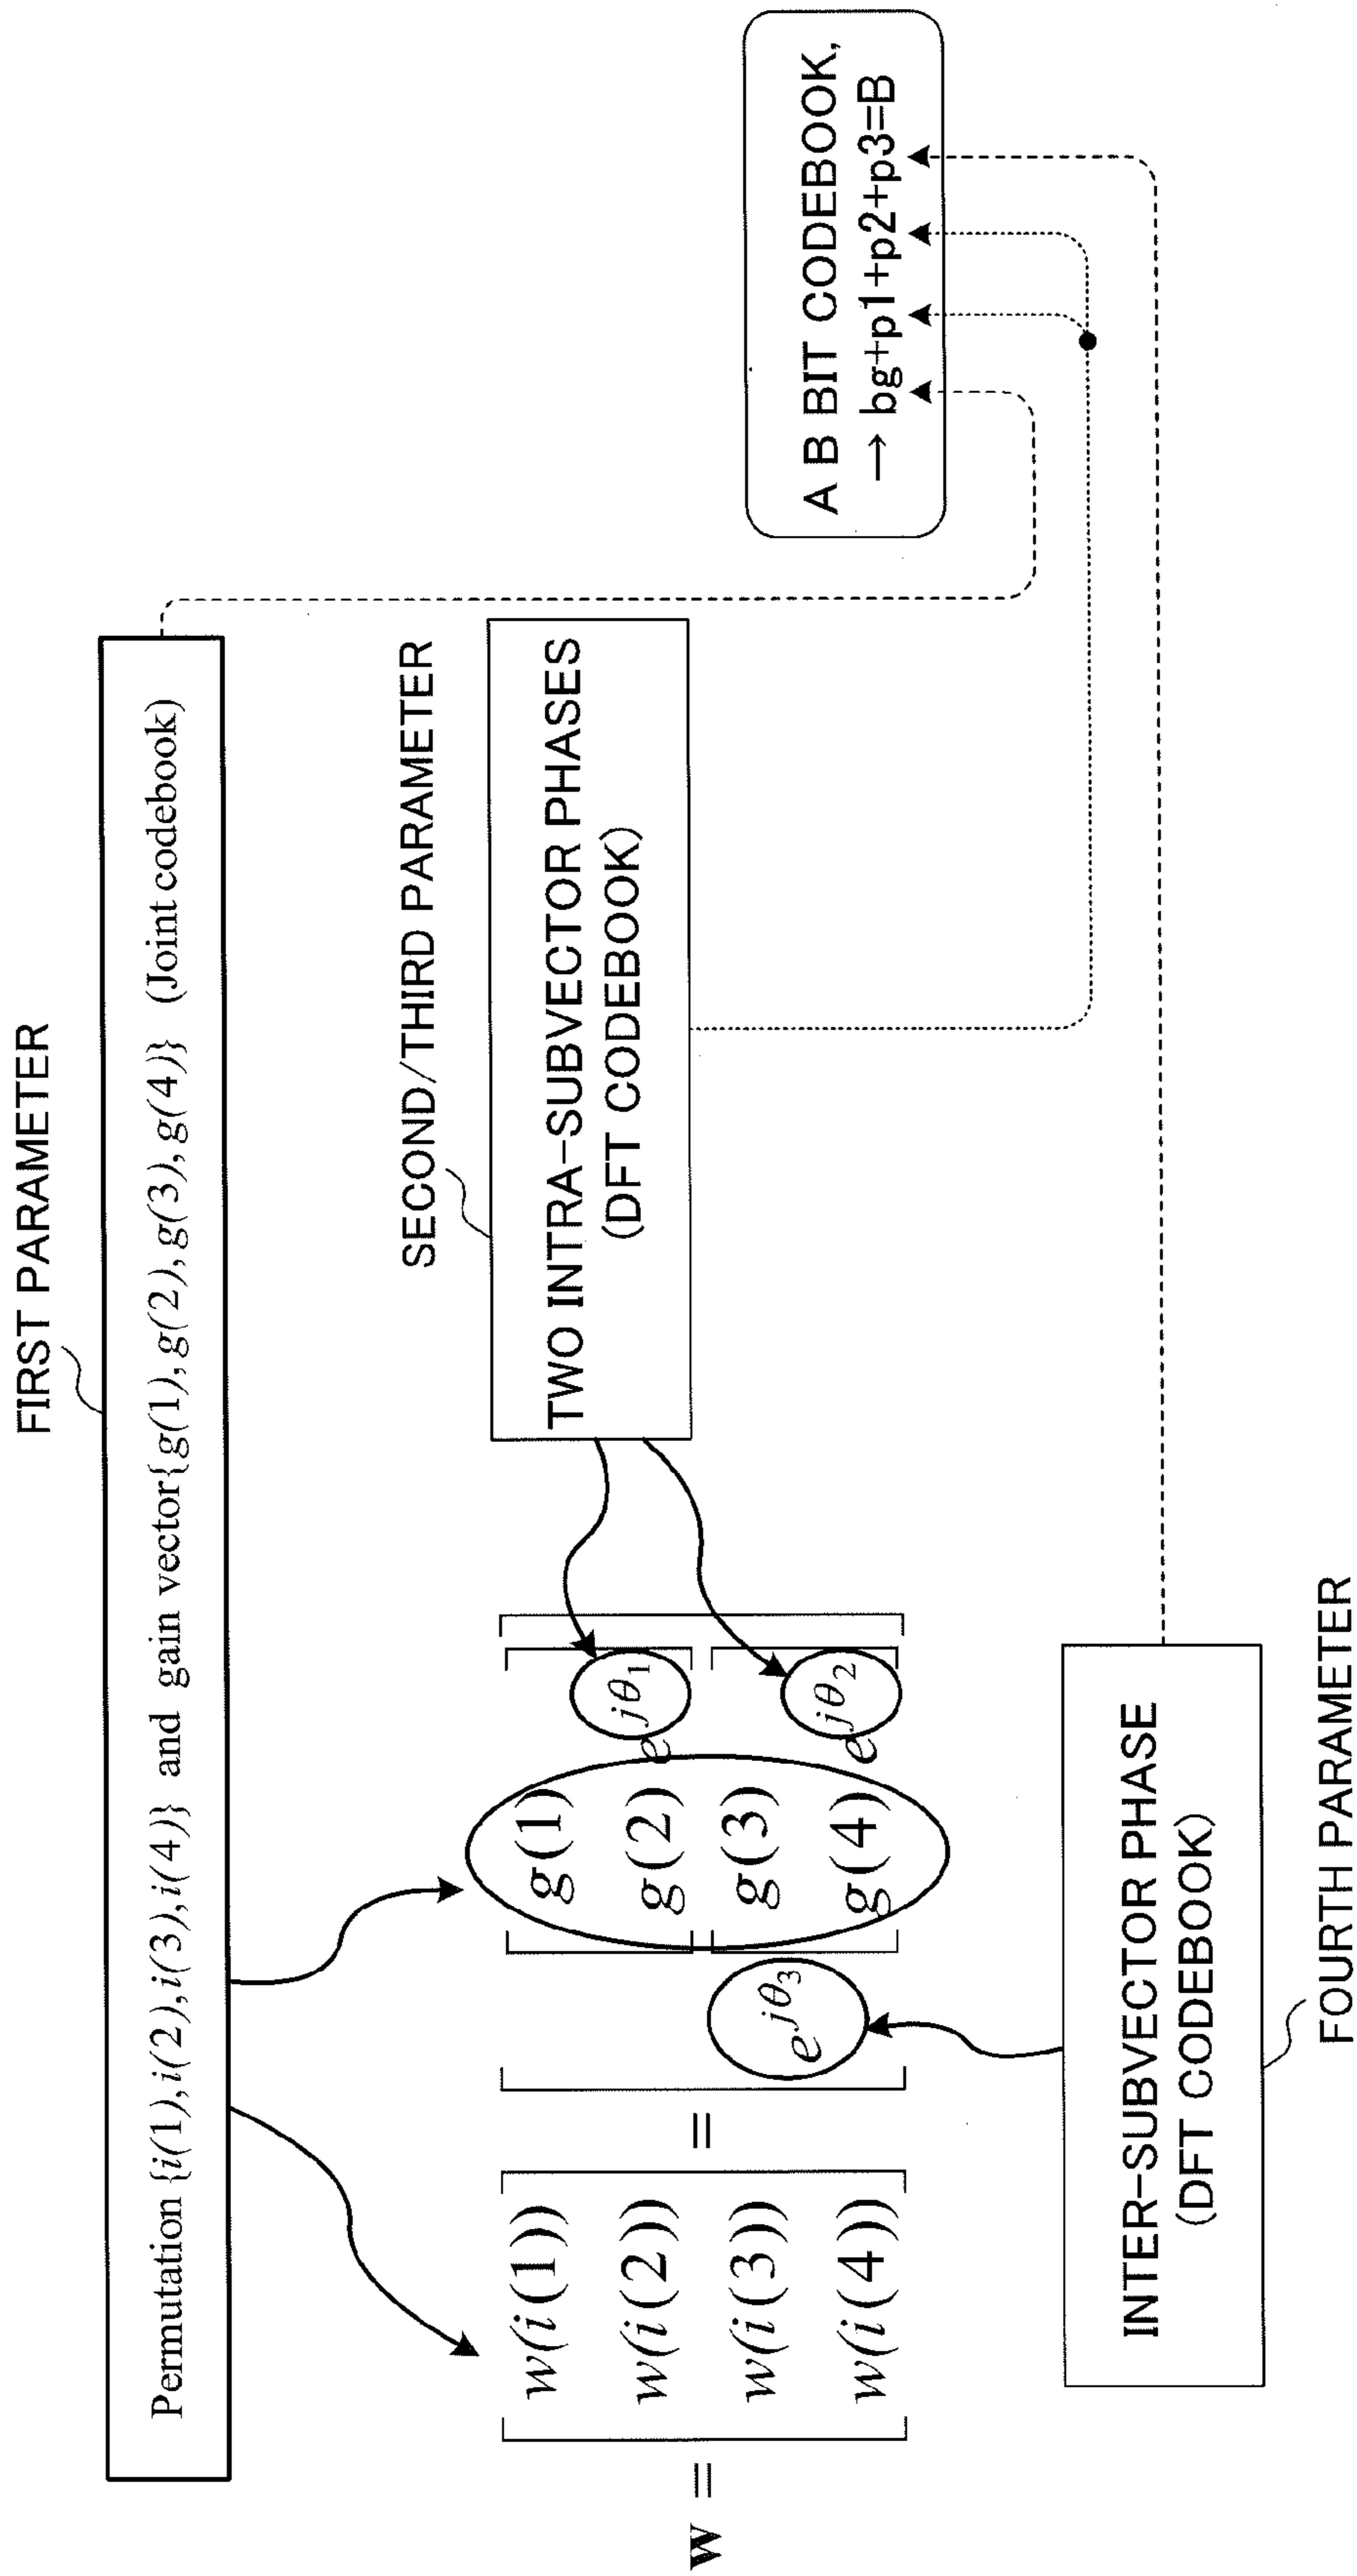 FIRST PARAMETER
Permutation {i(1),i(2),i(3),i(4)} and gain vector{g(1),g(2),g(3),g(4)} (Joint codebook)
SECOND/THIRD PARAMETER
TWO INTRA-SUBVECTOR PHASES
(DFT CODEBOOK)
w =
w(i(1))
w(i(2))
w(i(3))
w(i(4))
=
g(1)
g(2) e^{jθ_1}
e^{jθ_3}
g(3)
g(4) e^{jθ_2}
A B BIT CODEBOOK,
→ bg+p1+p2+p3=B
INTER-SUBVECTOR PHASE
(DFT CODEBOOK)
FOURTH PARAMETER